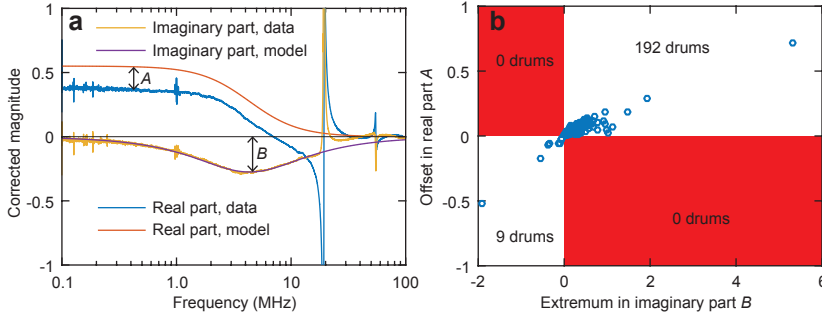 a
Imaginary part, data
Imaginary part, model
A
B
Real part, data
Real part, model
1
0.5
0
-0.5
-1
0.1
1.0
10
100
Frequency (MHz)
Corrected magnitude
b
0 drums
192 drums
9 drums
0 drums
1
0.5
0
-0.5
-1
-2
0
2
4
6
Extremum in imaginary part B
Offset in real part A